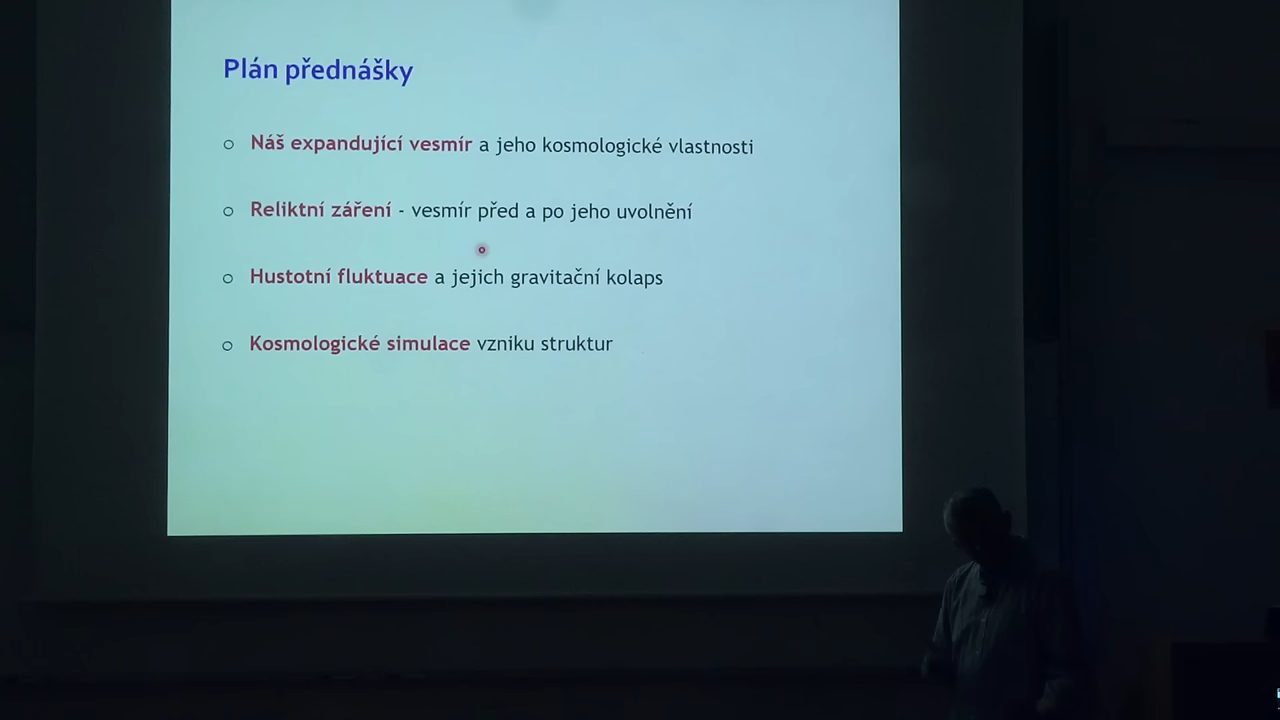 Plán přednášky
Náš expandující vesmír a jeho kosmologické vlastnosti
Reliktní záření - vesmír před a po jeho uvolnění
Hustotní fluktuace a jejich gravitační kolaps
Kosmologické simulace vzniku struktur